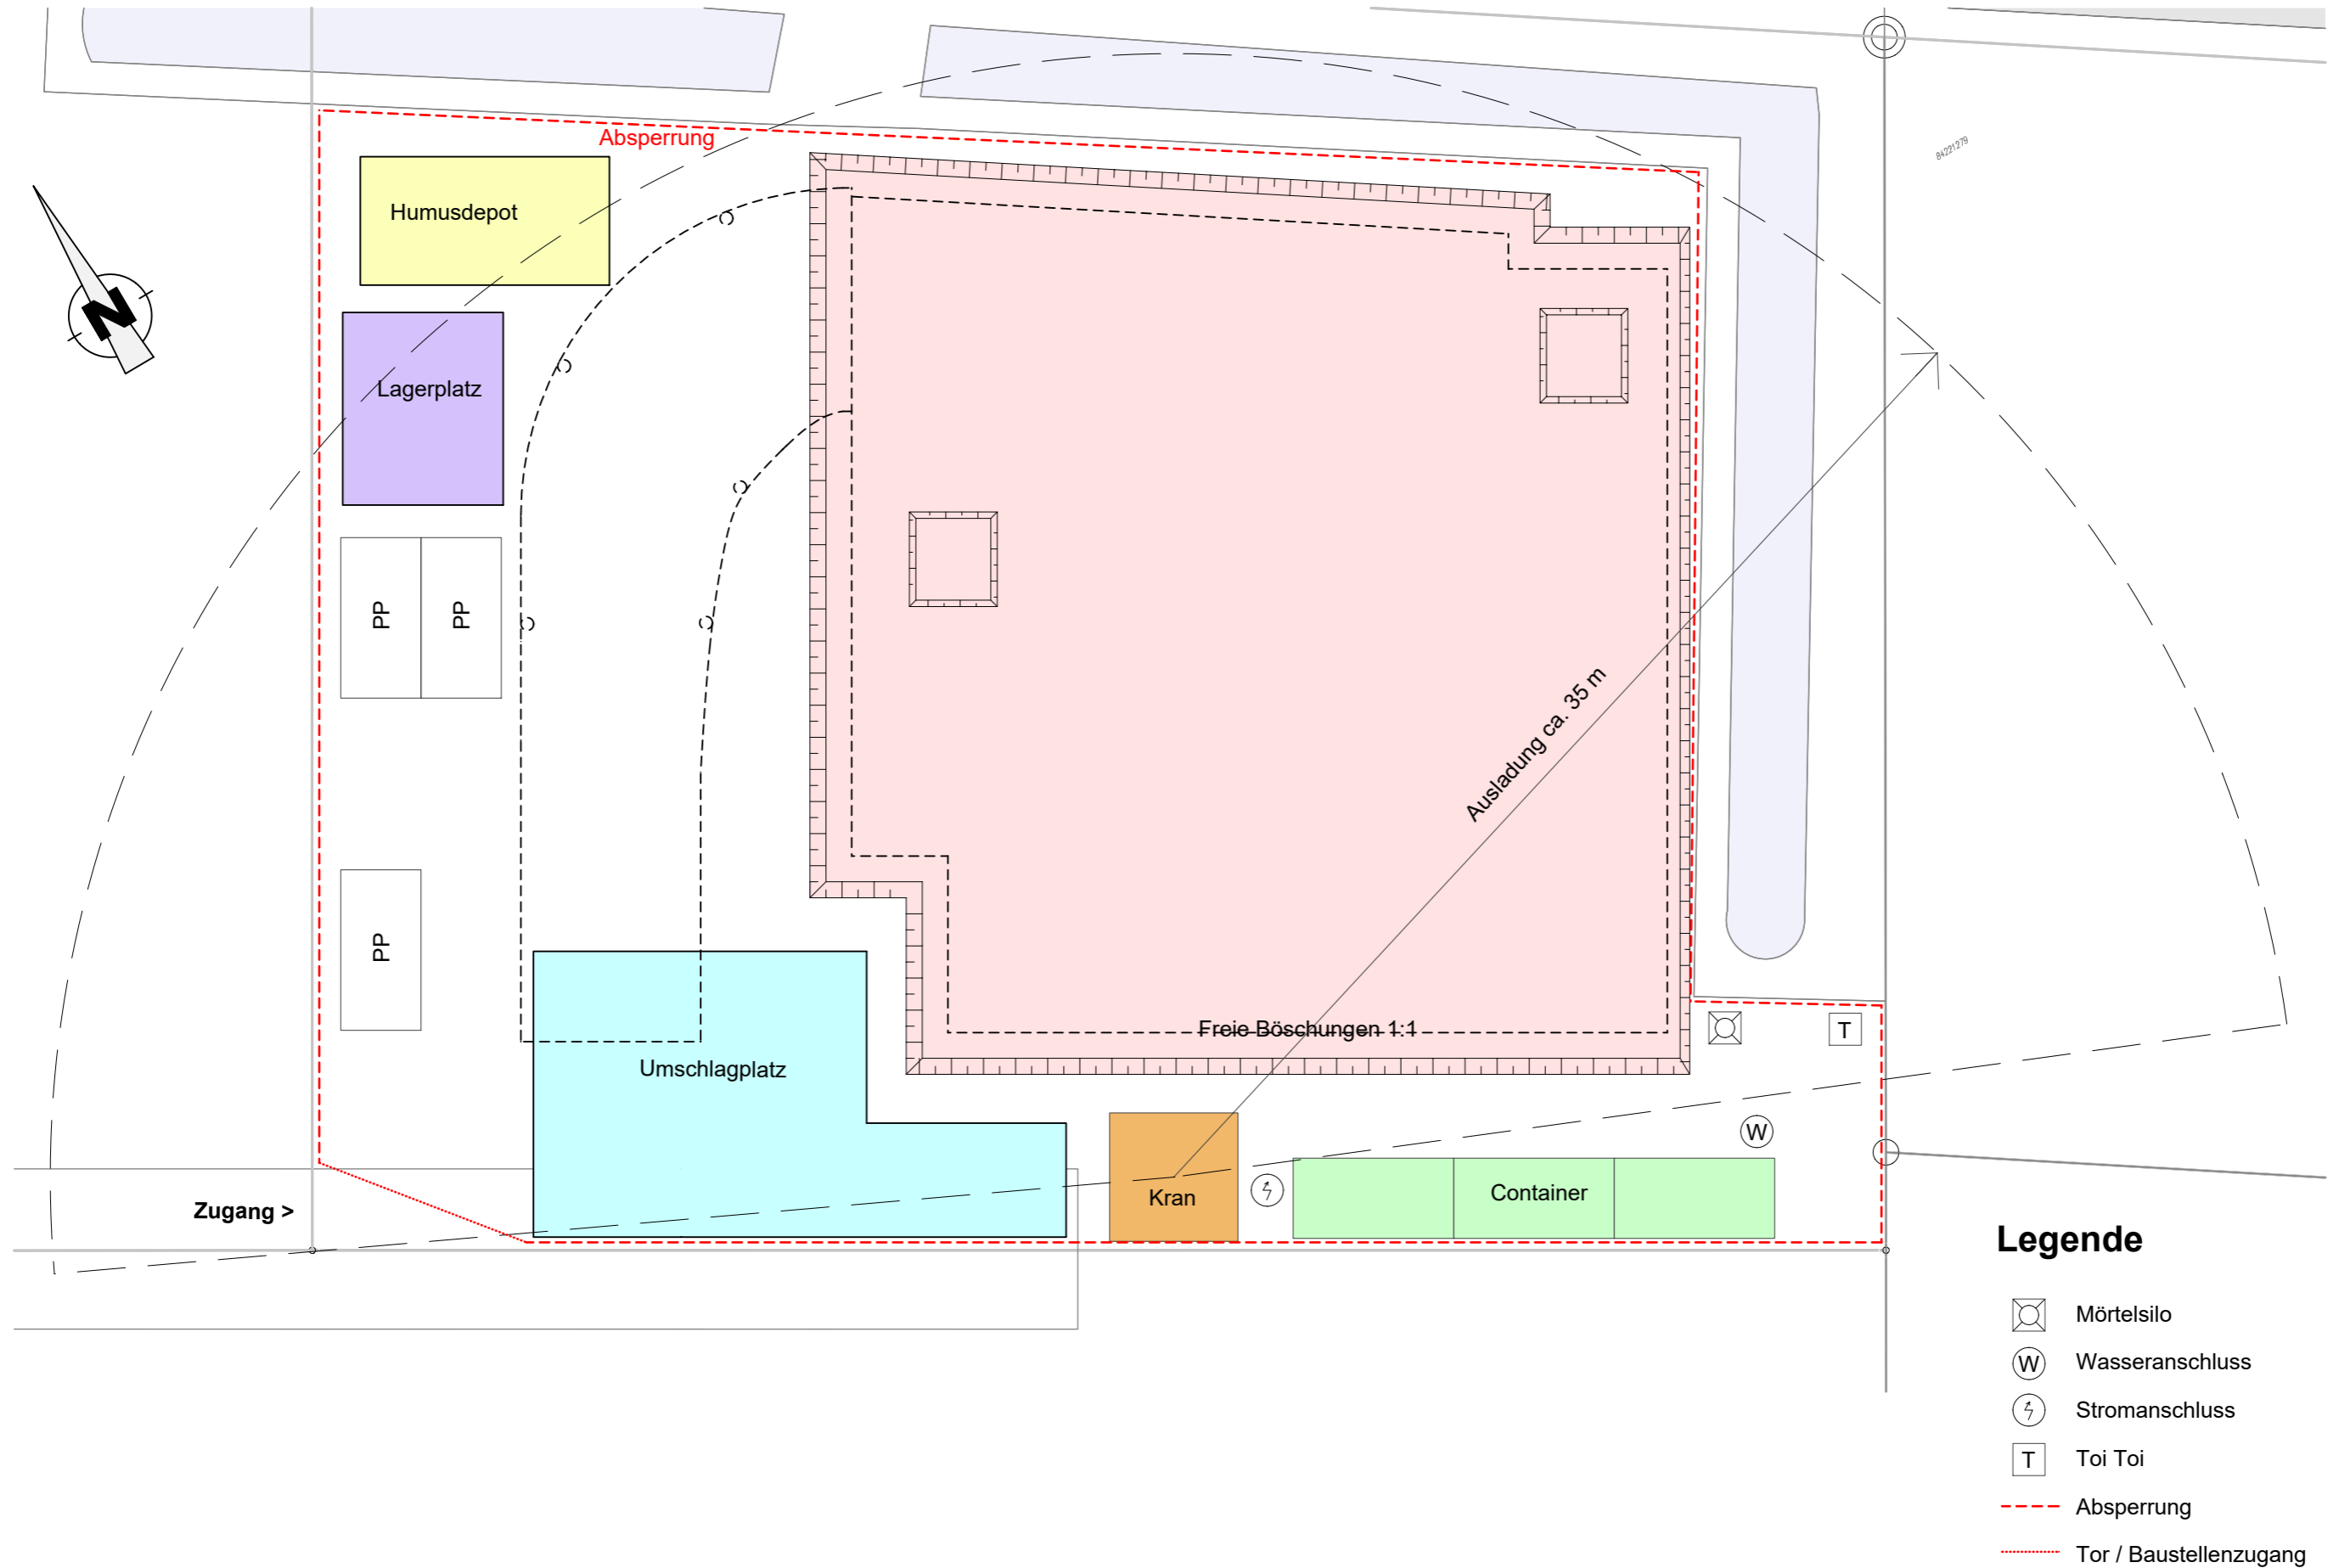 84221279
Absperrung
Humusdepot
N
Lagerplatz
PP
PP
Ausladung ca. 35 m
PP
Freie Böschungen 1:1
T
Umschlagplatz
W
Kran
Container
Zugang >
Legende
Mörtelsilo
W
Wasseranschluss
Stromanschluss
T
Toi Toi
Absperrung
Tor / Baustellenzugang